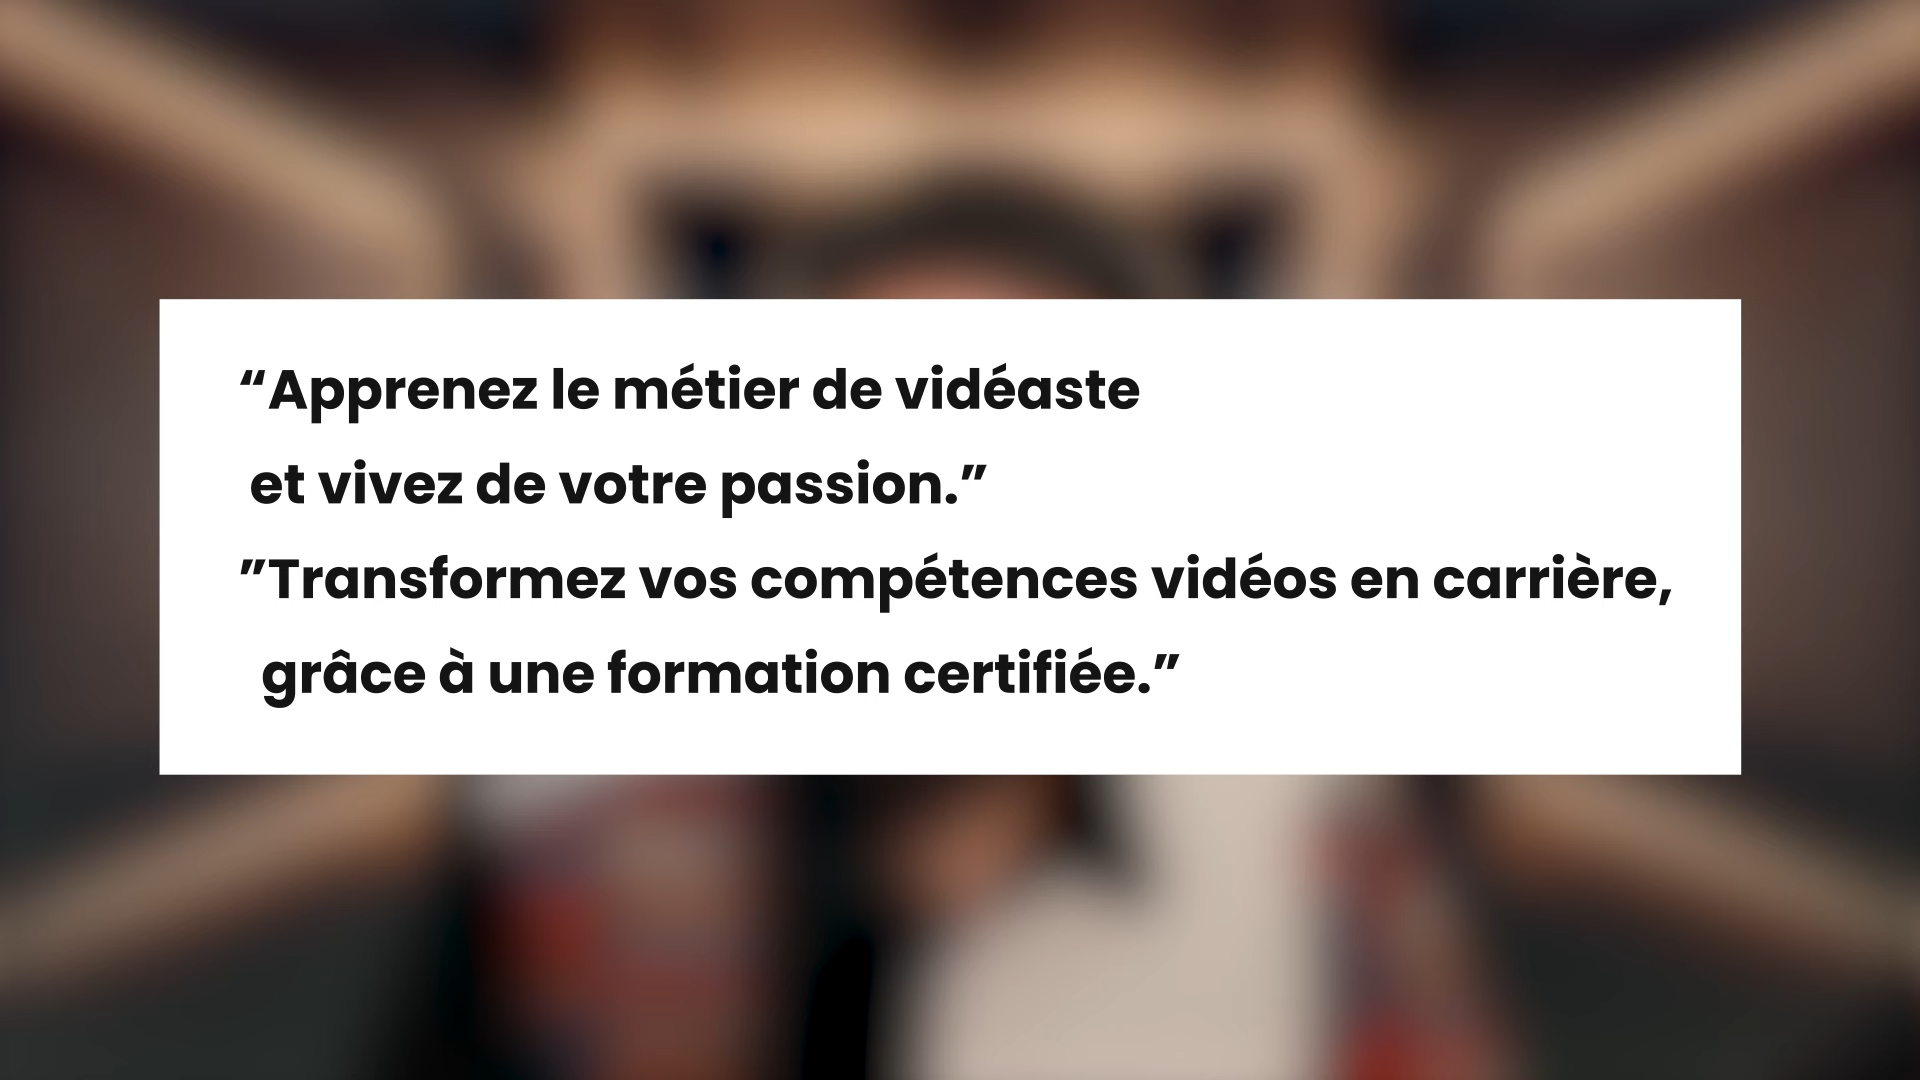 “Apprenez le métier de vidéaste
et vivez de votre passion.”
”Transformez vos compétences vidéos en carrière,
grâce à une formation certifiée.”